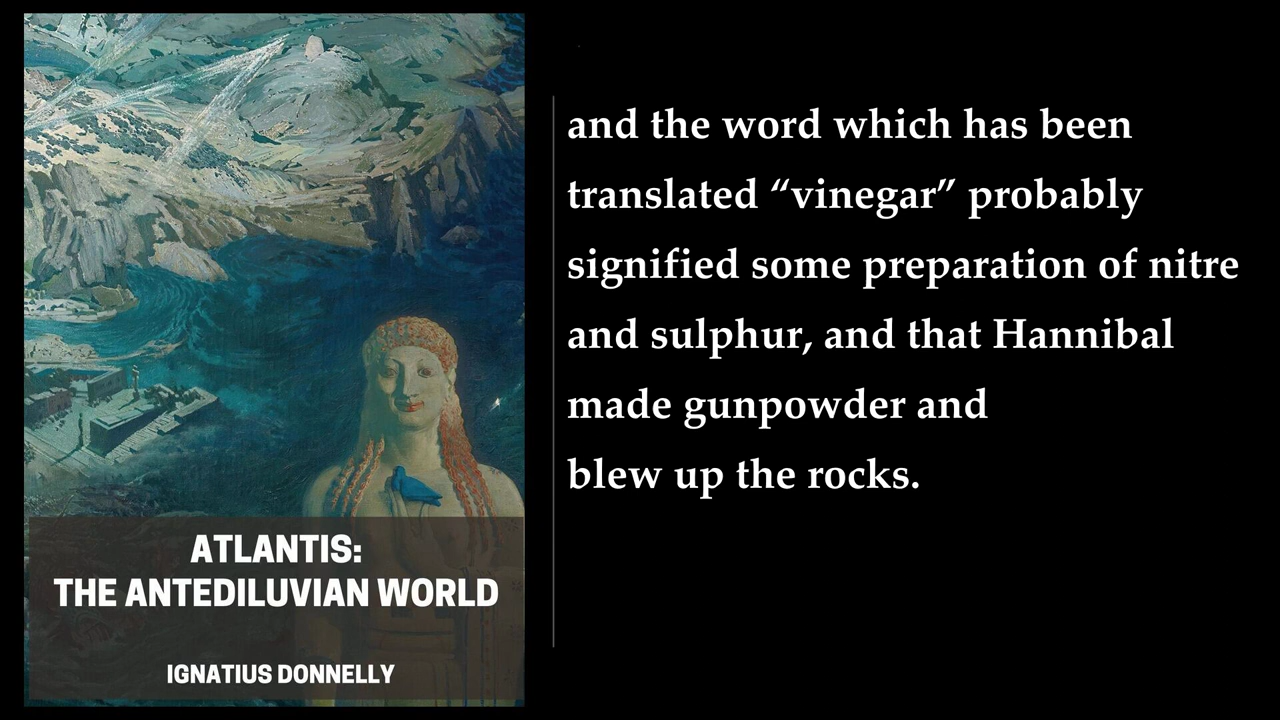 and the word which has been
translated “vinegar” probably
signified some preparation of nitre
and sulphur, and that Hannibal
made gunpowder and
blew up the rocks.
ATLANTIS:
THE ANTEDILUVIAN WORLD
IGNATIUS DONNELLY